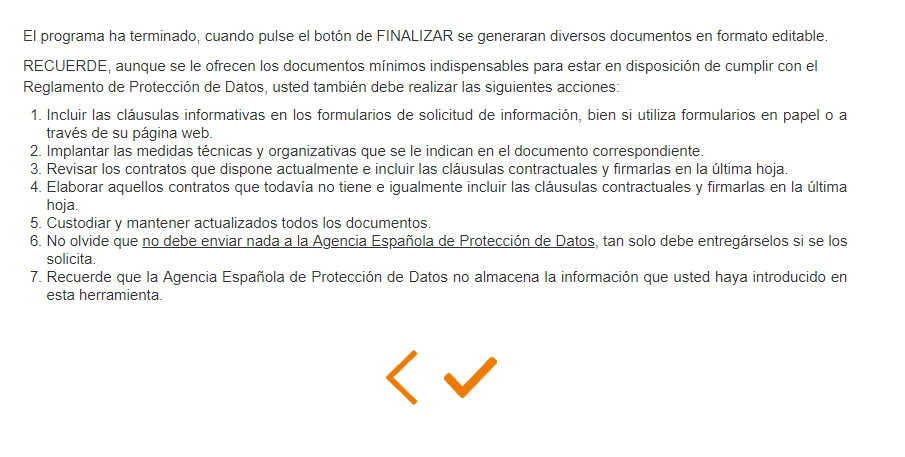 El programa ha terminado, cuando pulse el botón de FINALIZAR se generaran diversos documentos en formato editable.
RECUERDE, aunque se le ofrecen los documentos mínimos indispensables para estar en disposición de cumplir con el
Reglamento de Protección de Datos, usted también debe realizar las siguientes acciones:
1. Incluir las cláusulas informativas en los formularios de solicitud de información, bien si utiliza formularios en papel o a
través de su página web.
2. Implantar las medidas técnicas y organizativas que se le indican en el documento correspondiente.
3. Revisar los contratos que dispone actualmente e incluir las cláusulas contractuales y firmarlas en la última hoja.
4. Elaborar aquellos contratos que todavía no tiene e igualmente incluir las cláusulas contractuales y firmarlas en la última
hoja.
5. Custodiar y mantener actualizados todos los documentos.
6. No olvide que no debe enviar nada a la Agencia Española de Protección de Datos, tan solo debe entregárselos si se los
solicita.
7. Recuerde que la Agencia Española de Protección de Datos no almacena la información que usted haya introducido en
esta herramienta.